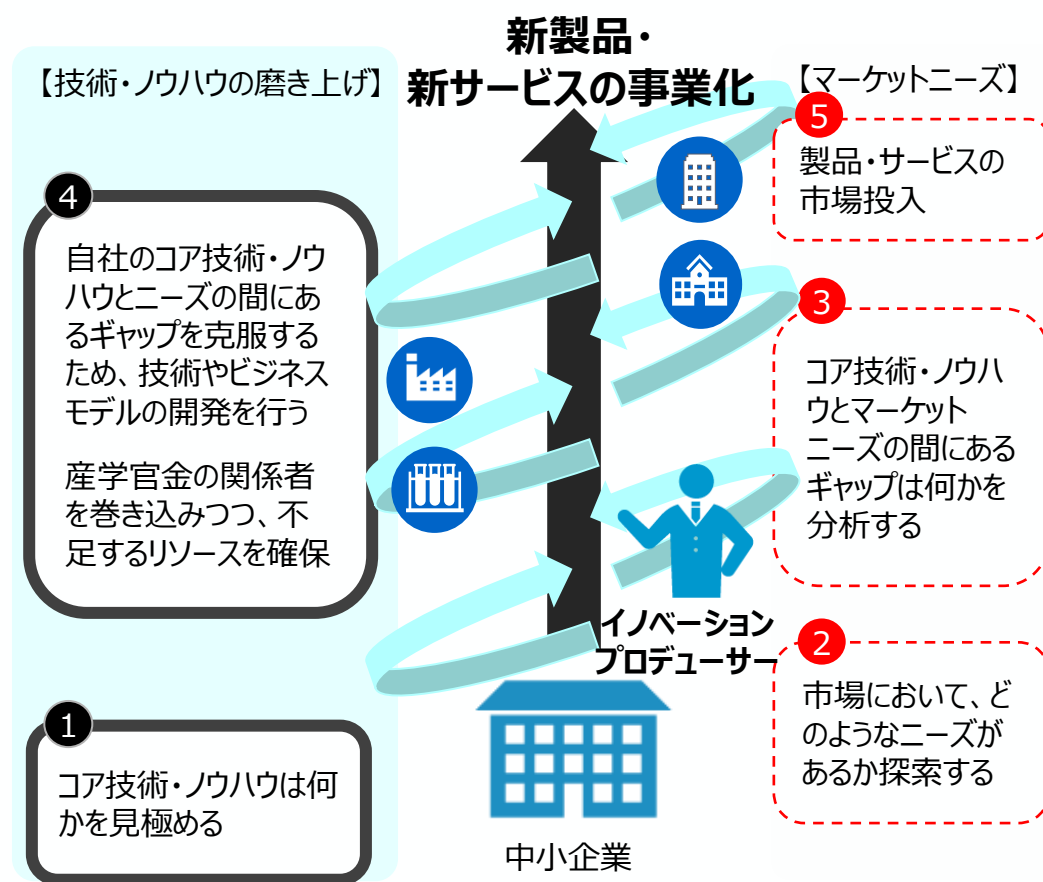 新製品・
新サービスの事業化
【技術・ノウハウの磨き上げ】
【マーケットニーズ】
5
製品・サービスの
市場投入
4
自社のコア技術・ノウ
ハウとニーズの間にあ
るギャップを克服する
ため、技術やビジネス
モデルの開発を行う
産学官金の関係者
を巻き込みつつ、不
足するリソースを確保
3
コア技術・ノウハ
ウとマーケット
ニーズの間にある
ギャップは何かを
分析する
イノベーション
プロデューサー
2
市場において、ど
のようなニーズが
あるか探索する
1
コア技術・ノウハウは何
かを見極める
中小企業